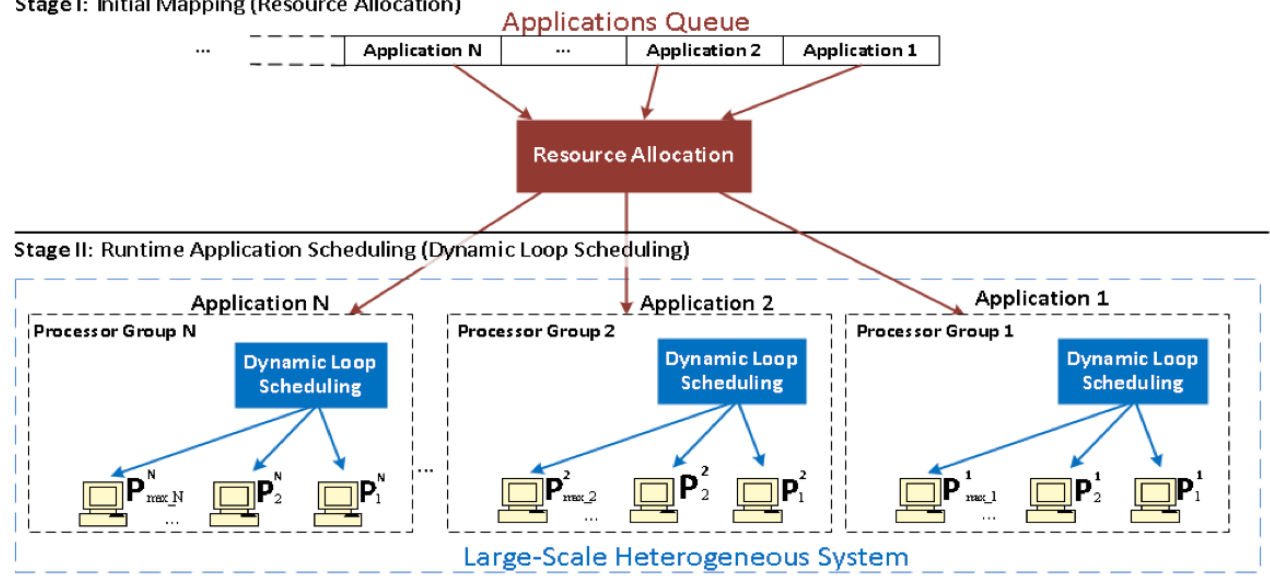 Stage I: Initial Mapping (Resource Allocation)
Applications Queue
... Application N ... Application 2 Application 1
Resource Allocation
Stage II: Runtime Application Scheduling (Dynamic Loop Scheduling)
Application N Application 2 Application 1
Processor Group N Processor Group 2 Processor Group 1
Dynamic Loop Scheduling
Dynamic Loop Scheduling
Dynamic Loop Scheduling
P^N_max_N ... P^N_2 P^N_1 ... P^2_max_2 ... P^2_2 P^2_1 P^1_max_1 ... P^1_2 P^1_1
Large-Scale Heterogeneous System